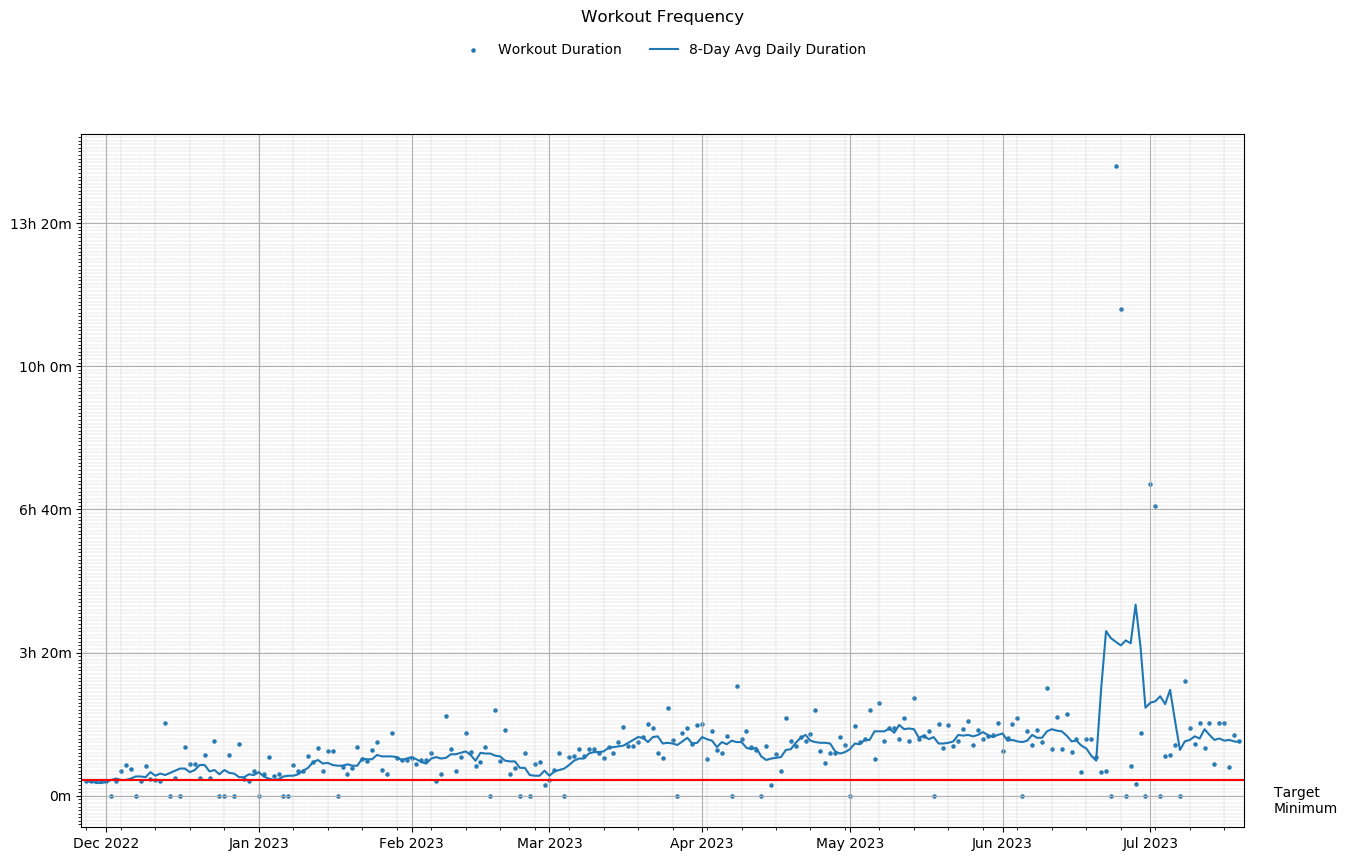 Workout Frequency
Workout Duration
8-Day Avg Daily Duration
13h 20m
10h 0m
6h 40m
3h 20m
0m
Target
Minimum
Dec 2022
Jan 2023
Feb 2023
Mar 2023
Apr 2023
May 2023
Jun 2023
Jul 2023